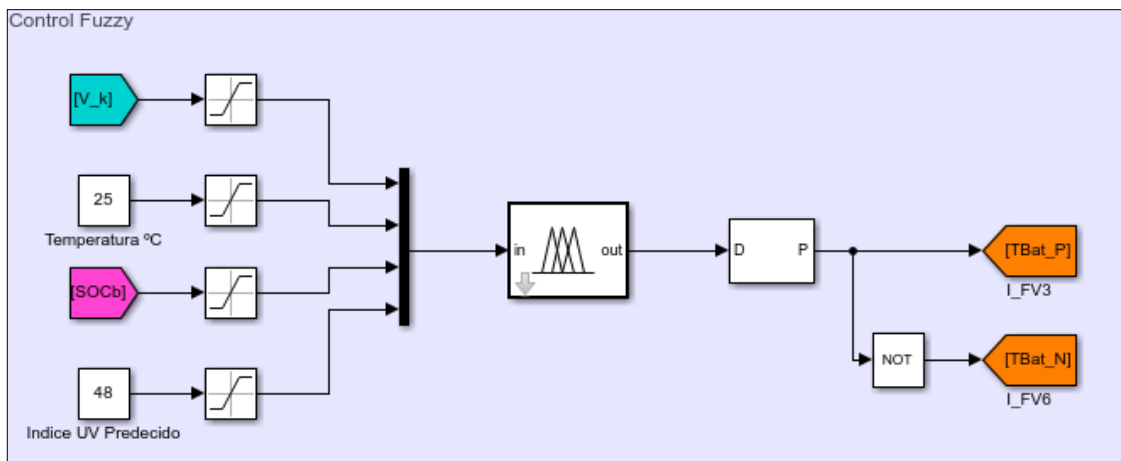 Control Fuzzy
[V_k]
25
Temperatura ºC
[SOCb]
48
Indice UV Predecido
in
out
D
P
[TBat_P]
I_FV3
NOT
[TBat_N]
I_FV6